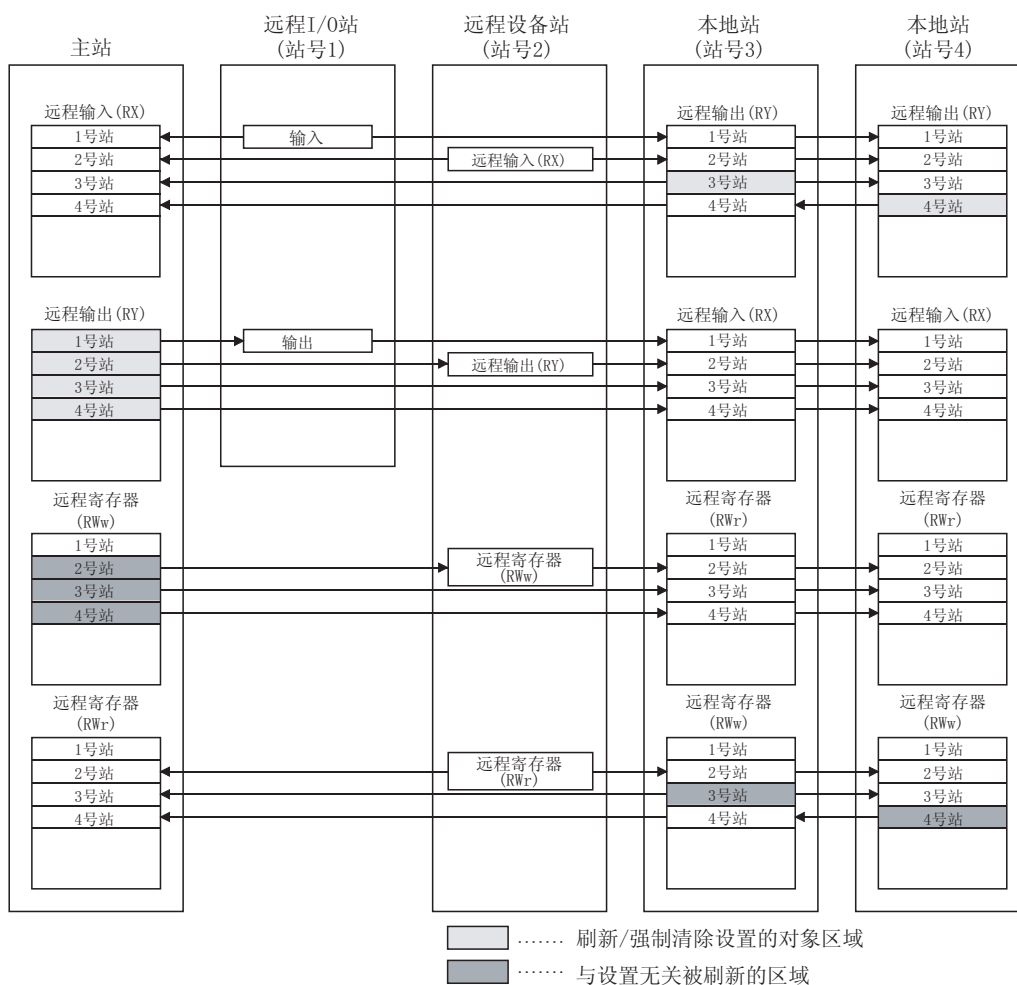 主站
远程I/O站
(站号1)
远程设备站
(站号2)
本地站
(站号3)
本地站
(站号4)
远程输入(RX)
1号站
2号站
3号站
4号站
输入
远程输入(RX)
远程输出(RY)
1号站
2号站
3号站
4号站
远程输出(RY)
1号站
2号站
3号站
4号站
远程输出(RY)
1号站
2号站
3号站
4号站
输出
远程输出(RY)
远程输入(RX)
1号站
2号站
3号站
4号站
远程输入(RX)
1号站
2号站
3号站
4号站
远程寄存器
(RWw)
1号站
2号站
3号站
4号站
远程寄存器
(RWw)
远程寄存器
(RWr)
1号站
2号站
3号站
4号站
远程寄存器
(RWr)
1号站
2号站
3号站
4号站
远程寄存器
(RWr)
1号站
2号站
3号站
4号站
远程寄存器
(RWr)
远程寄存器
(RWw)
1号站
2号站
3号站
4号站
远程寄存器
(RWw)
1号站
2号站
3号站
4号站
······· 刷新/强制清除设置的对象区域
······· 与设置无关被刷新的区域